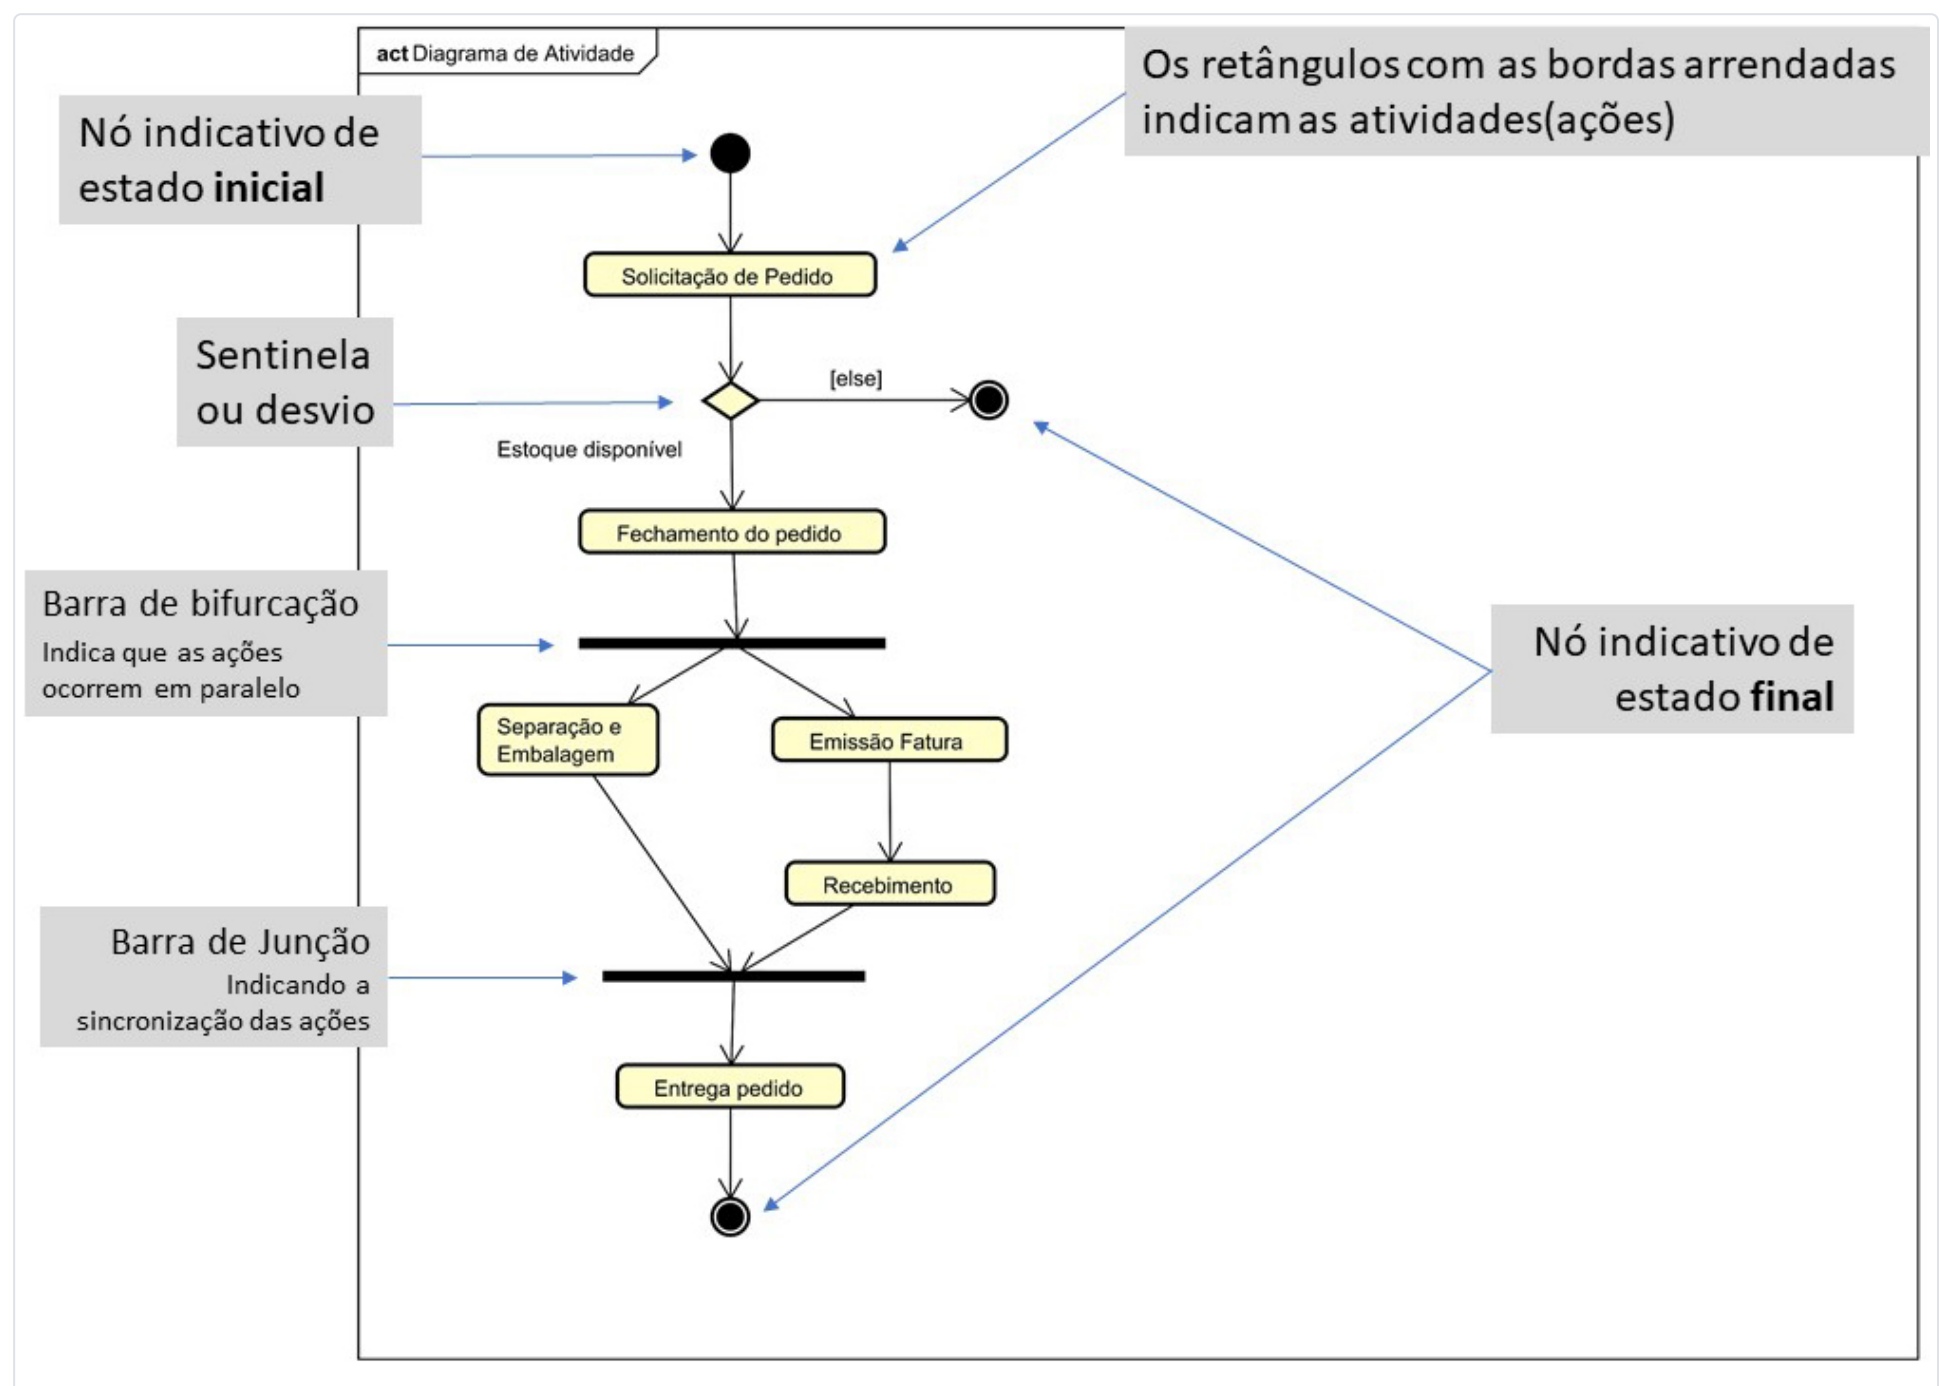 act Diagrama de Atividade
Os retângulos com as bordas arrendadas
indicam as atividades(ações)
Nó indicativo de
estado inicial
Solicitação de Pedido
Sentinela
ou desvio
[else]
Estoque disponível
Fechamento do pedido
Barra de bifurcação
Indica que as ações
ocorrem em paralelo
Nó indicativo de
estado final
Separação e
Embalagem
Emissão Fatura
Recebimento
Barra de Junção
Indicando a
sincronização das ações
Entrega pedido